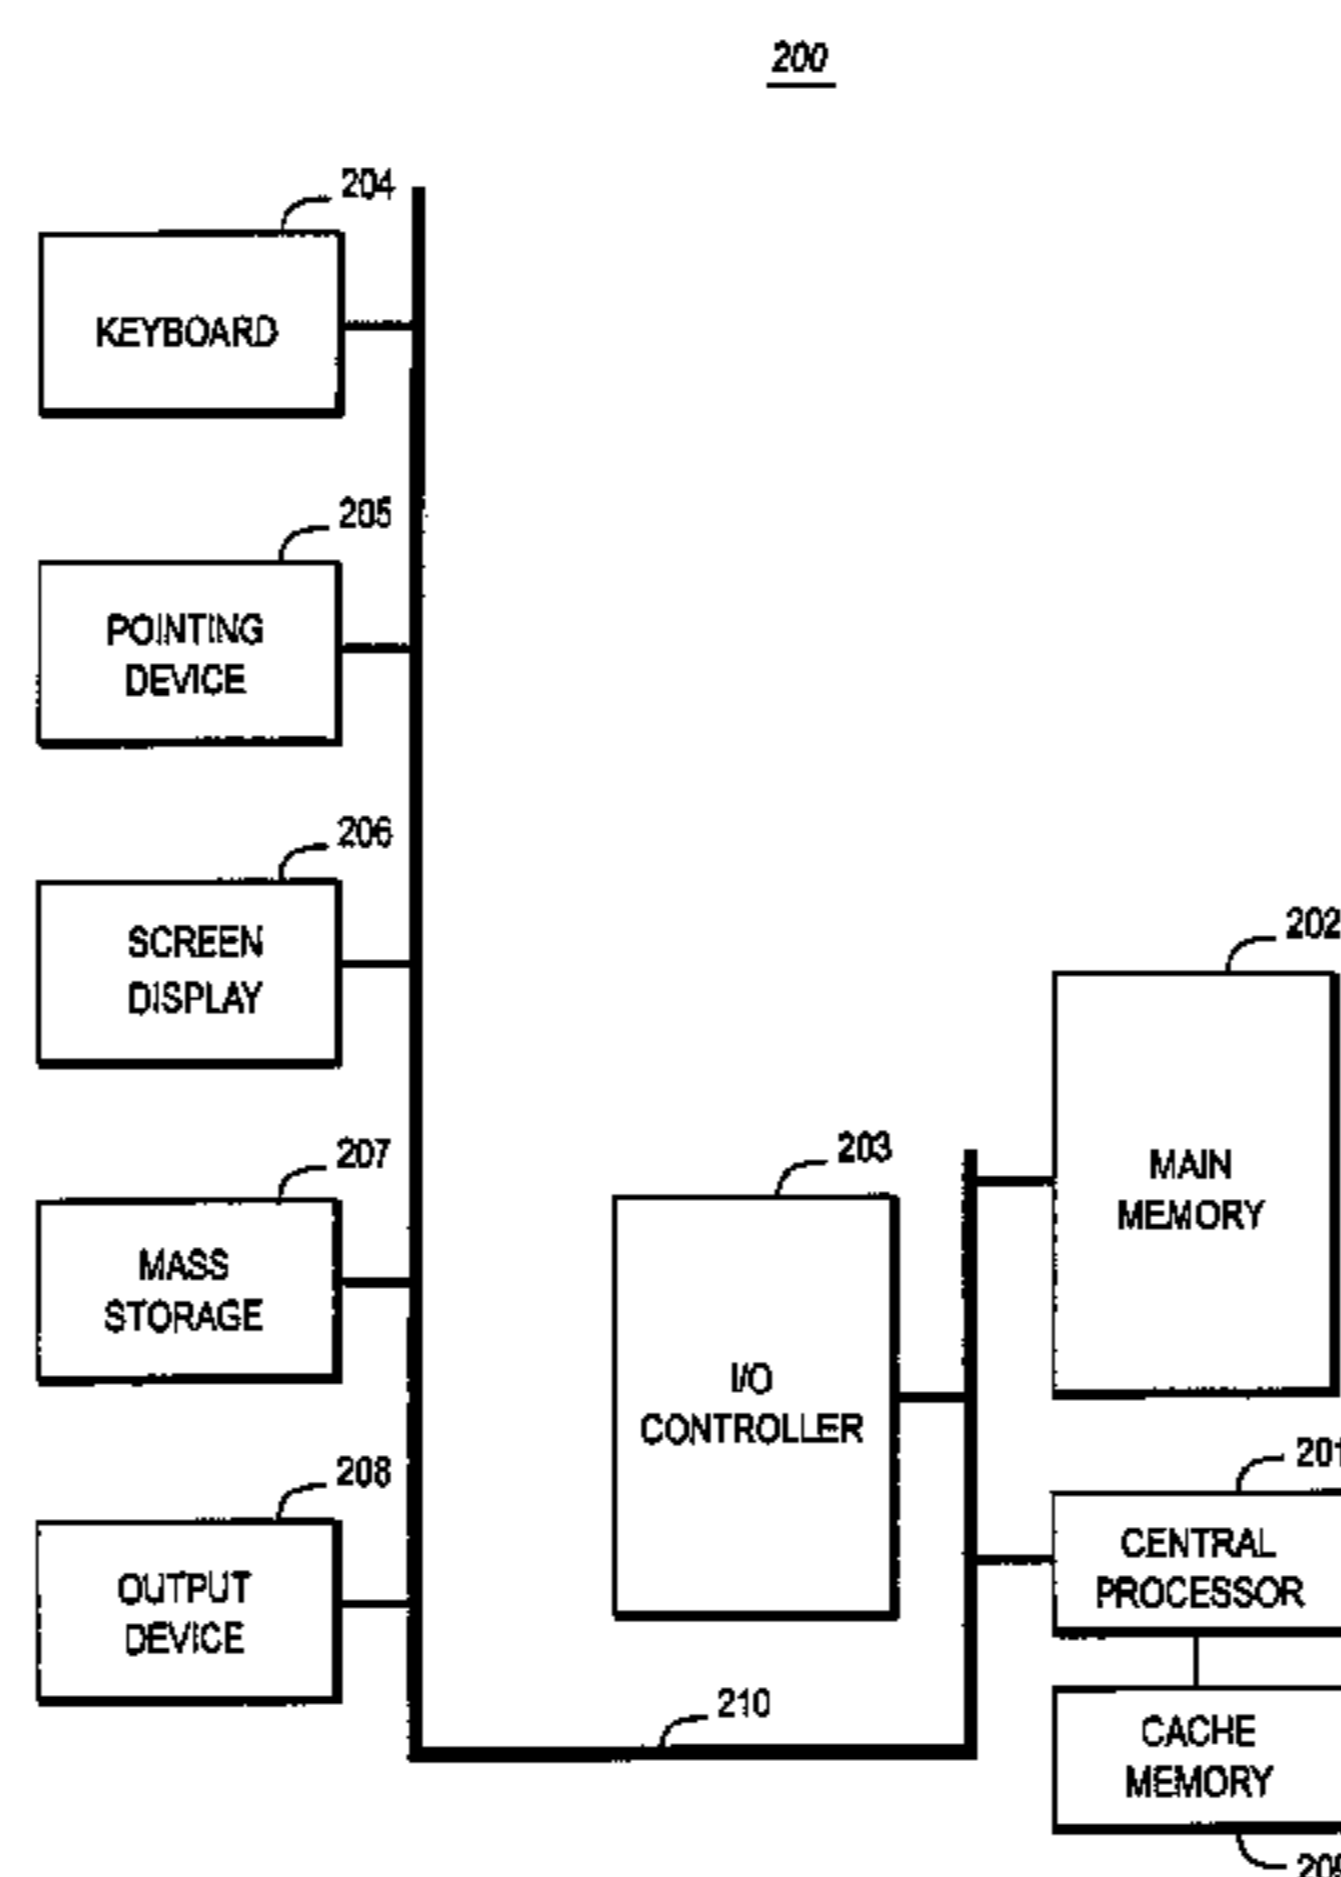 200
204
KEYBOARD
205
POINTING
DEVICE
206
SCREEN
DISPLAY
207
MASS
STORAGE
208
OUTPUT
DEVICE
203
I/O
CONTROLLER
210
202
MAIN
MEMORY
201
CENTRAL
PROCESSOR
CACHE
MEMORY